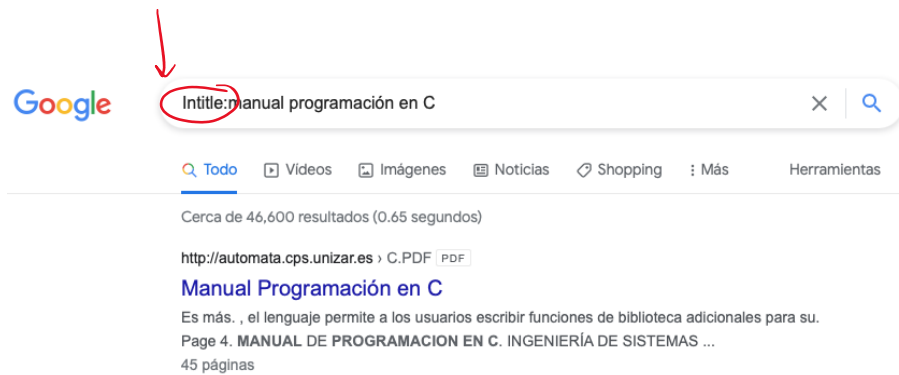 Google
Intitle:manual programación en C
Todo Vídeos Imágenes Noticias Shopping Más Herramientas
Cerca de 46,600 resultados (0.65 segundos)
http://automata.cps.unizar.es › C.PDF PDF
Manual Programación en C
Es más. , el lenguaje permite a los usuarios escribir funciones de biblioteca adicionales para su.
Page 4. MANUAL DE PROGRAMACION EN C. INGENIERÍA DE SISTEMAS ...
45 páginas